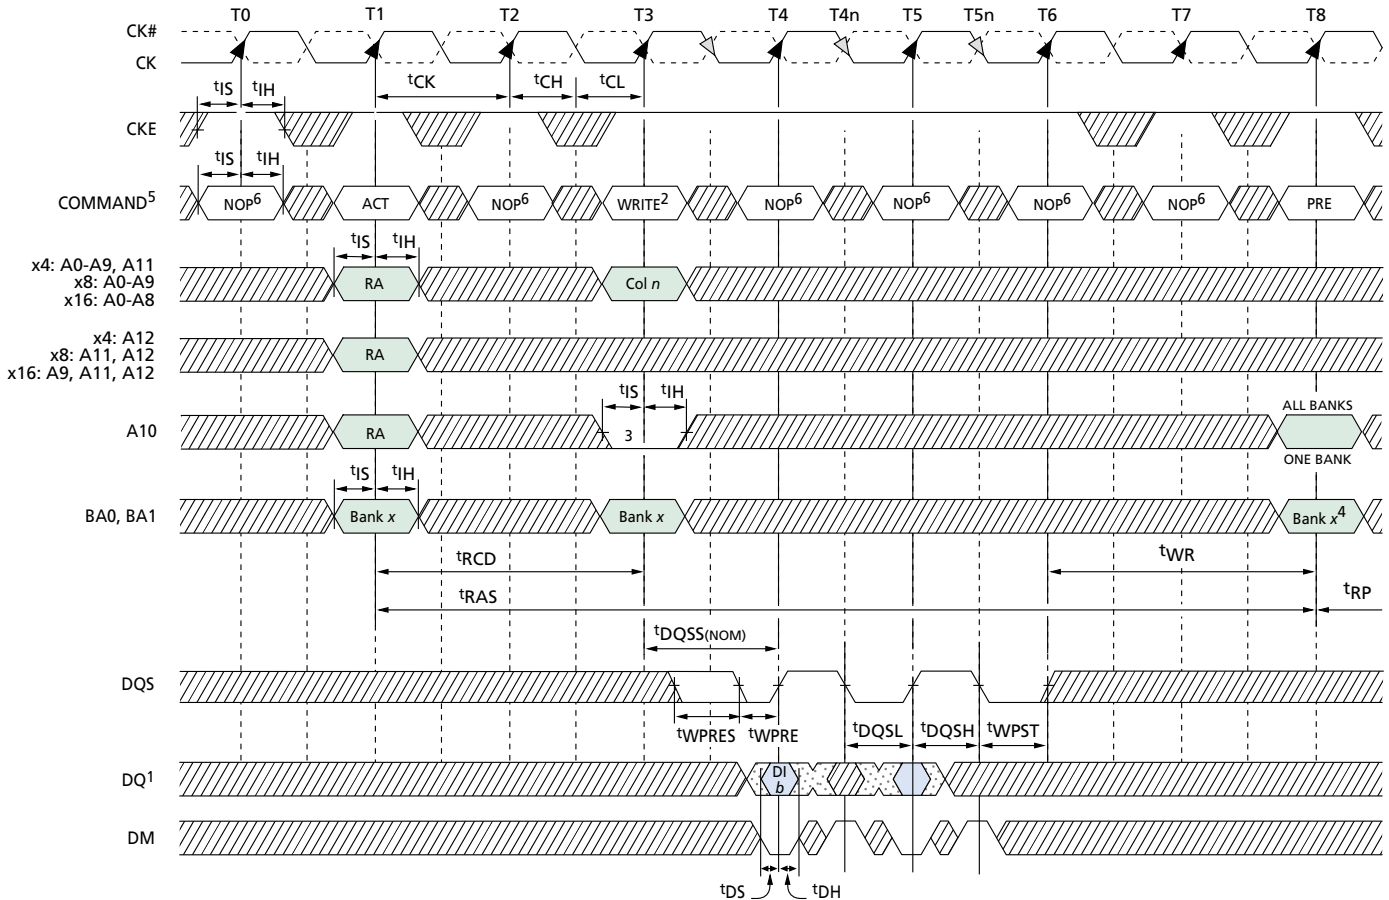 T0 T1 T2 T3 T4 T4n T5 T5n T6 T7 T8
CK#
CK
tIS tIH tCK tCH tCL
CKE
tIS tIH
COMMAND5 NOP6 ACT NOP6 WRITE2 NOP6 NOP6 NOP6 NOP6 PRE
tIS tIH
x4: A0-A9, A11
x8: A0-A9 RA Col n
x16: A0-A8
x4: A12
x8: A11, A12 RA
x16: A9, A11, A12
tIS tIH
ALL BANKS
A10 RA 3
ONE BANK
tIS tIH
BA0, BA1 Bank x Bank x Bank x4
tRCD tWR
tRAS tRP
tDQSS(NOM)
DQS
tWPRES tWPRE tDQSL tDQSH tWPST
DQ1 DI
b
DM
tDS tDH